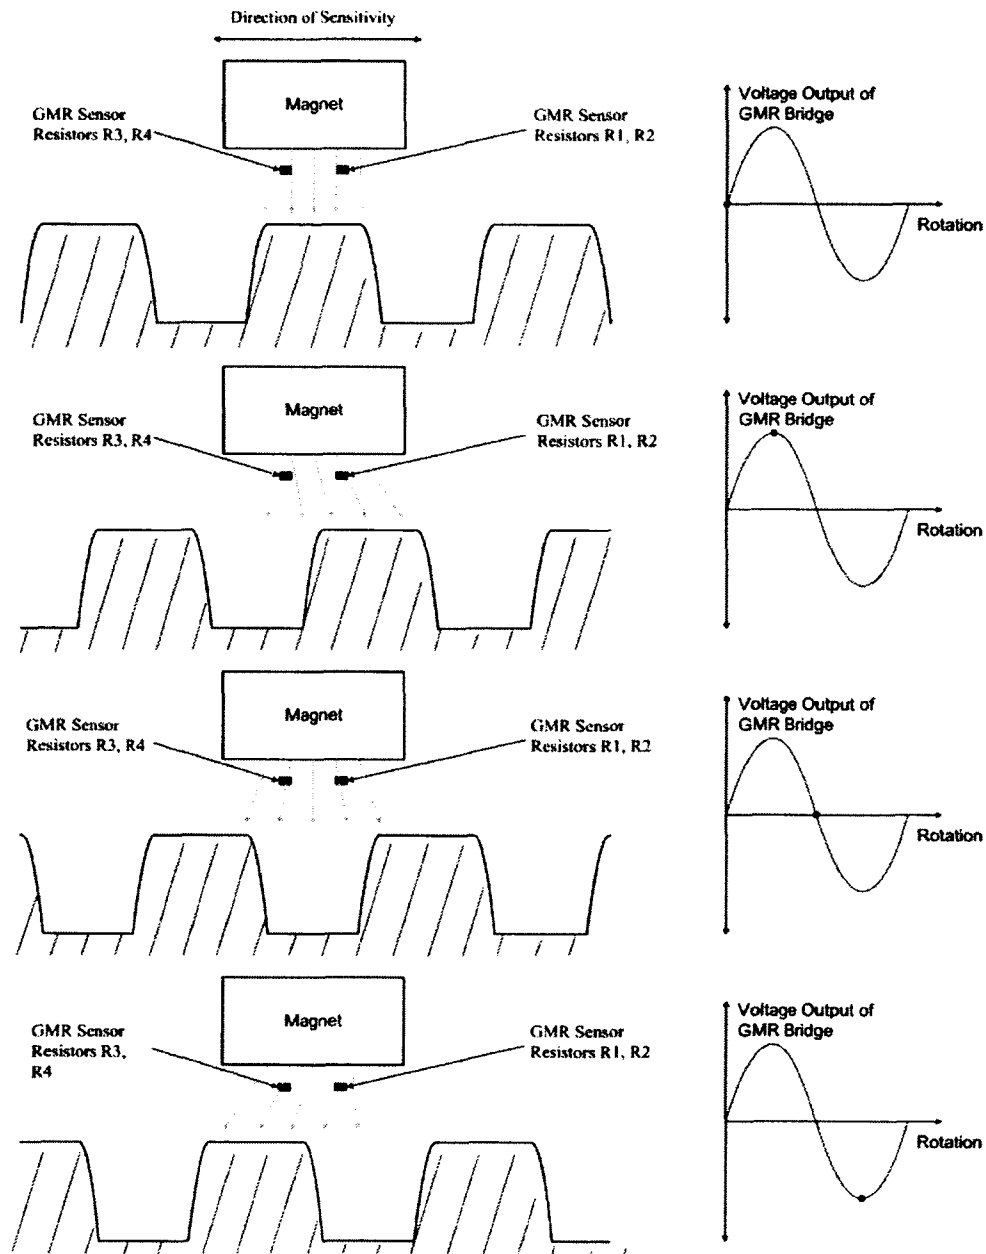 Direction of Sensitivity
Magnet
GMR Sensor
Resistors R3, R4
GMR Sensor
Resistors R1, R2
Voltage Output of
GMR Bridge
Rotation
Magnet
GMR Sensor
Resistors R3, R4
GMR Sensor
Resistors R1, R2
Voltage Output of
GMR Bridge
Rotation
Magnet
GMR Sensor
Resistors R3, R4
GMR Sensor
Resistors R1, R2
Voltage Output of
GMR Bridge
Rotation
Magnet
GMR Sensor
Resistors R3,
R4
GMR Sensor
Resistors R1, R2
Voltage Output of
GMR Bridge
Rotation